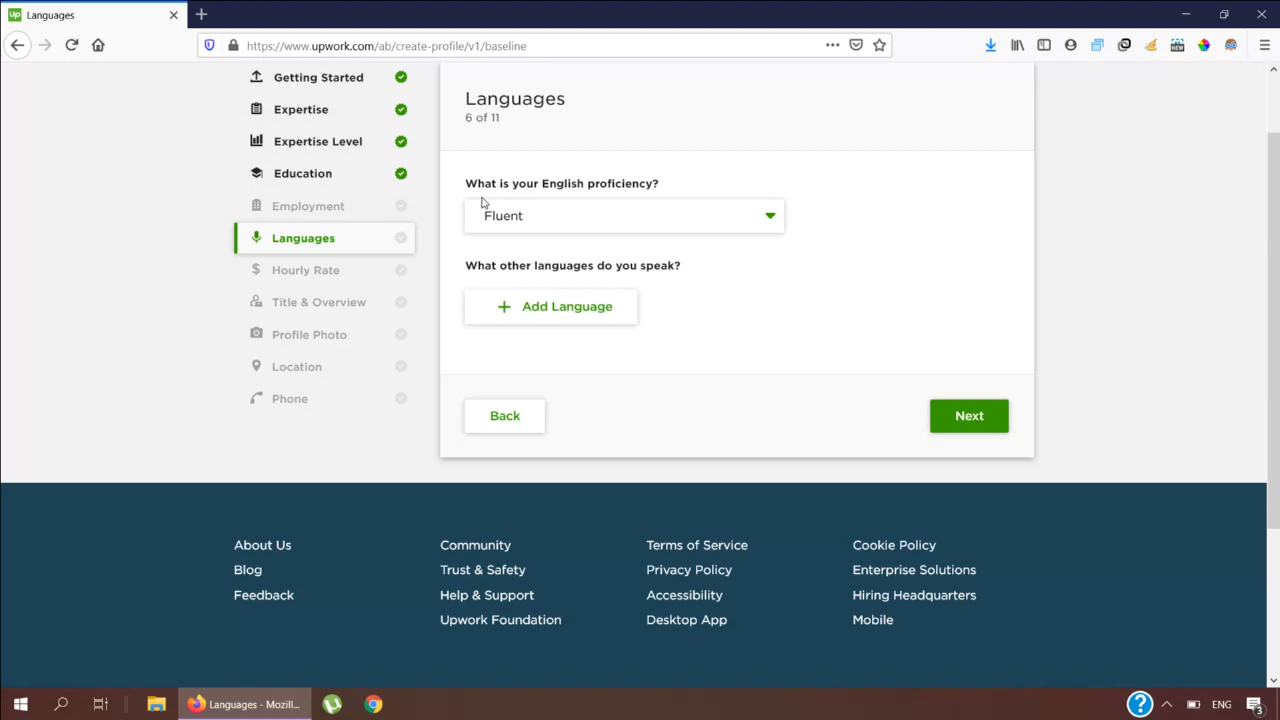 Up Languages
https://www.upwork.com/ab/create-profile/v1/baseline
NEW
Getting Started
Expertise
Expertise Level
Education
Employment
Languages
Hourly Rate
Title & Overview
Profile Photo
Location
Phone
Languages
6 of 11
What is your English proficiency?
Fluent
What other languages do you speak?
+ Add Language
Back
Next
About Us
Blog
Feedback
Community
Trust & Safety
Help & Support
Upwork Foundation
Terms of Service
Privacy Policy
Accessibility
Desktop App
Cookie Policy
Enterprise Solutions
Hiring Headquarters
Mobile
Languages - Mozill...
ENG
3